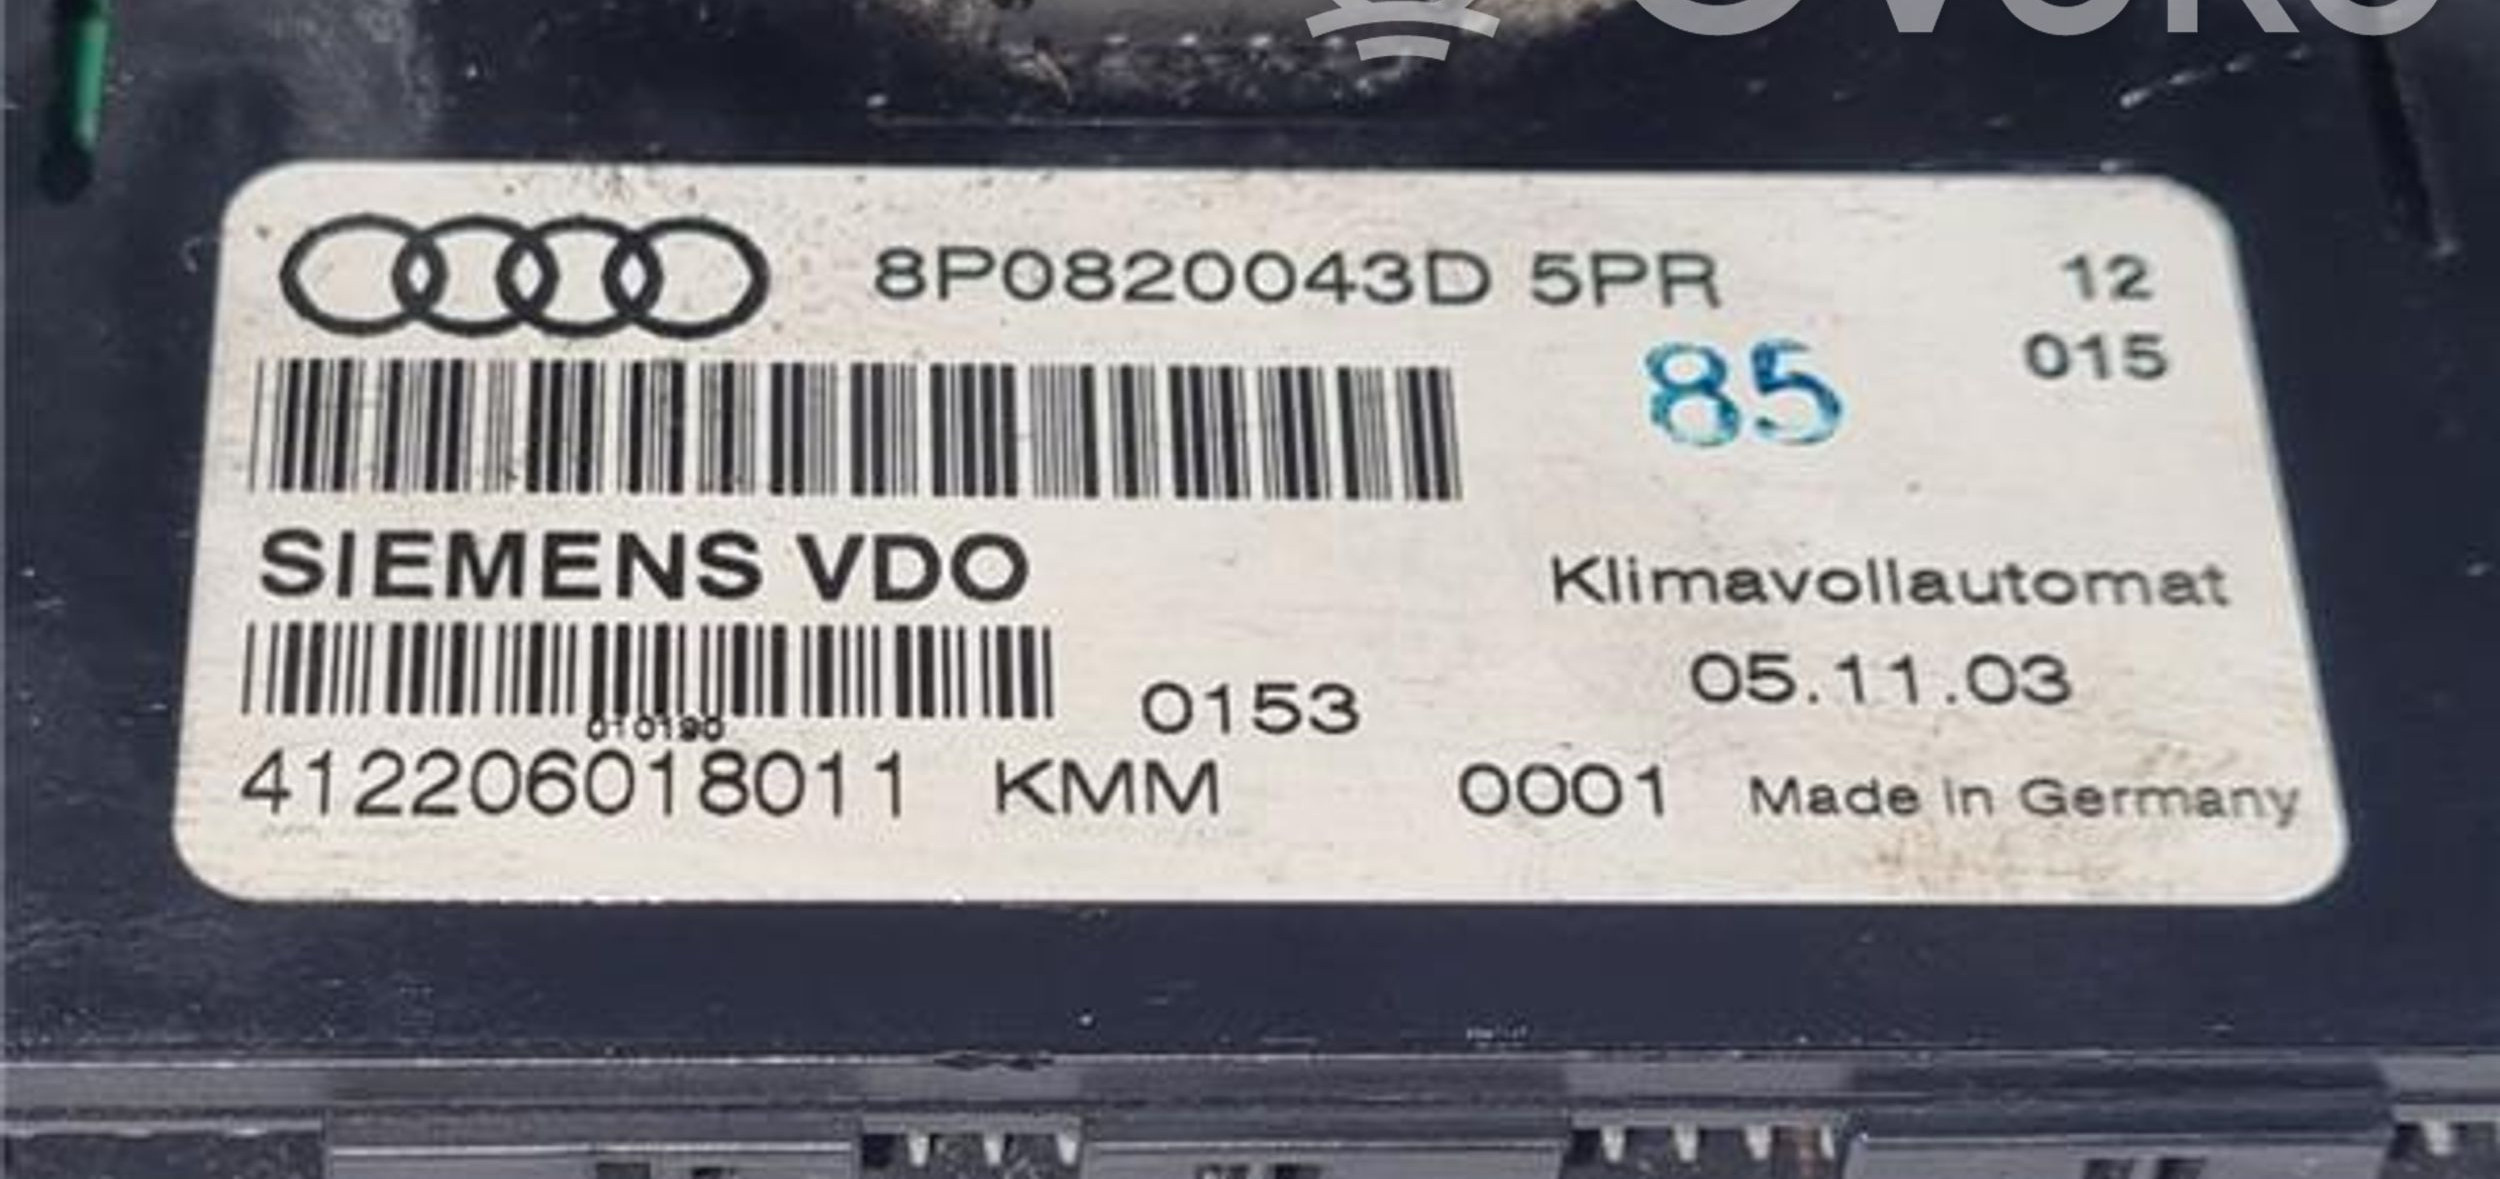 8P0820043D 5PR
12
015
85
SIEMENS VDO
Klimavollautomat
05.11.03
0153
010190
412206018011 KMM 0001 Made in Germany